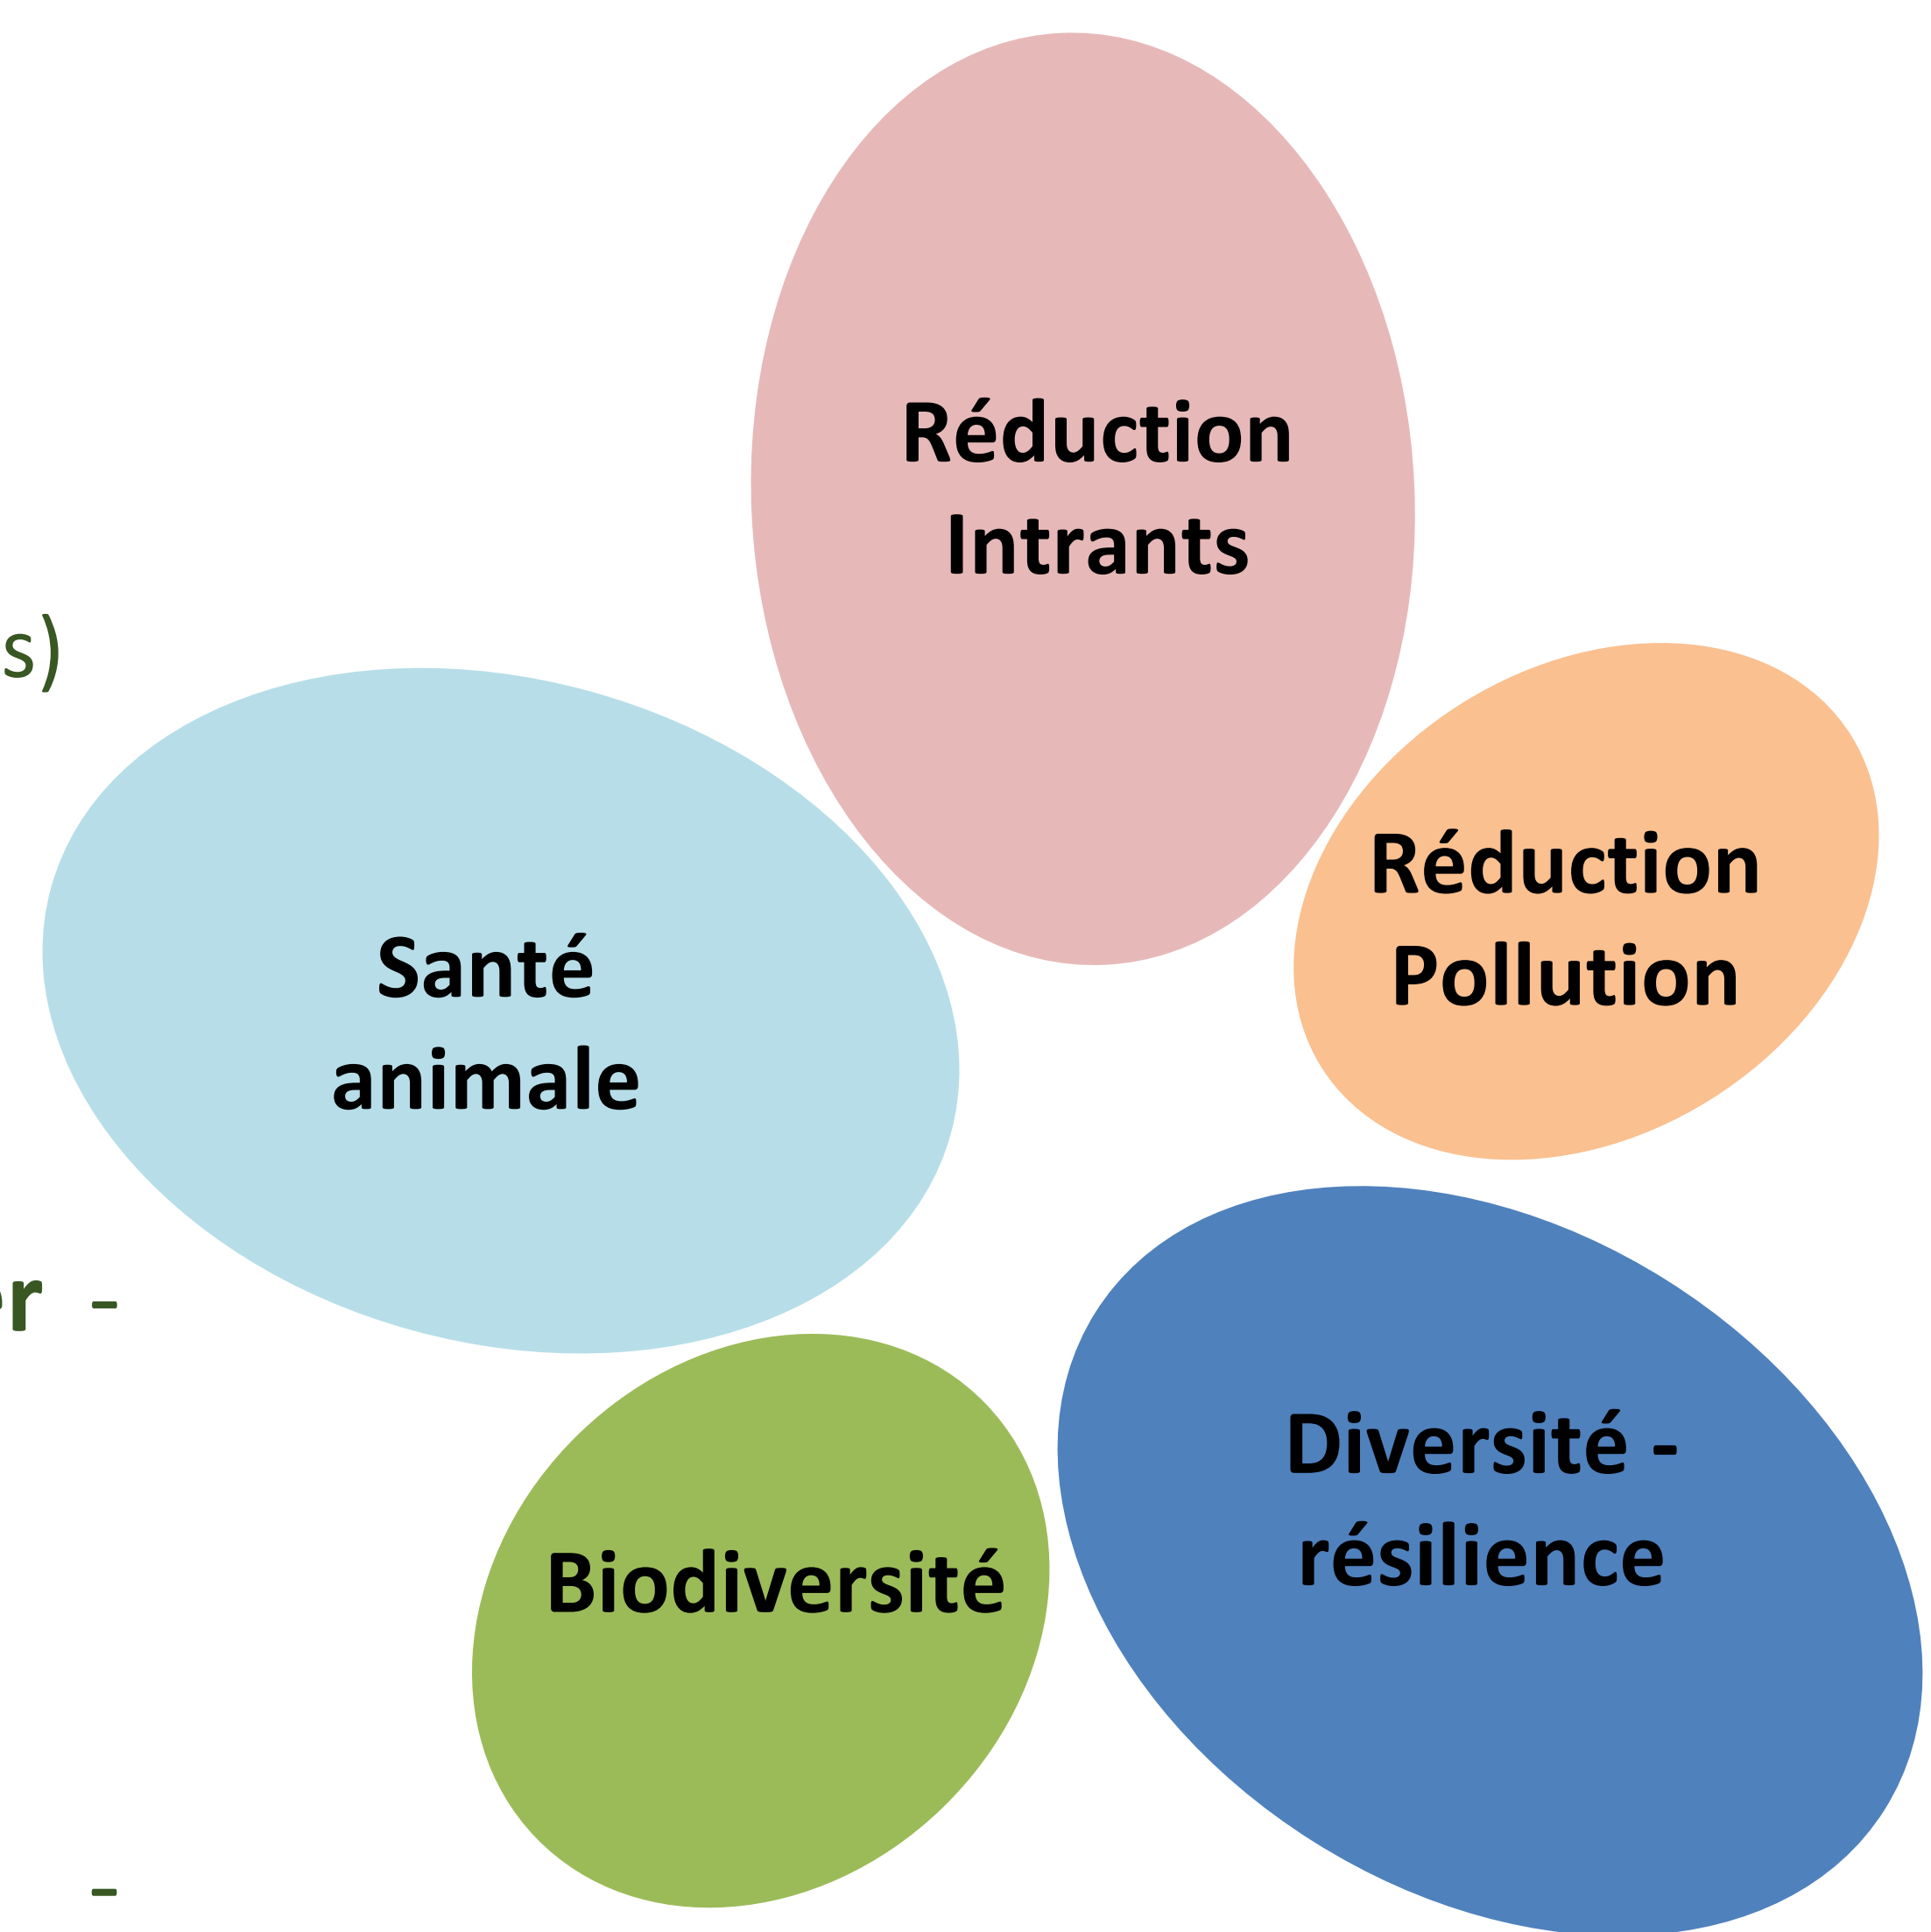 Réduction
Intrants
s)
Réduction
Pollution
Santé
animale
r -
Diversité -
résilience
Biodiversité
-